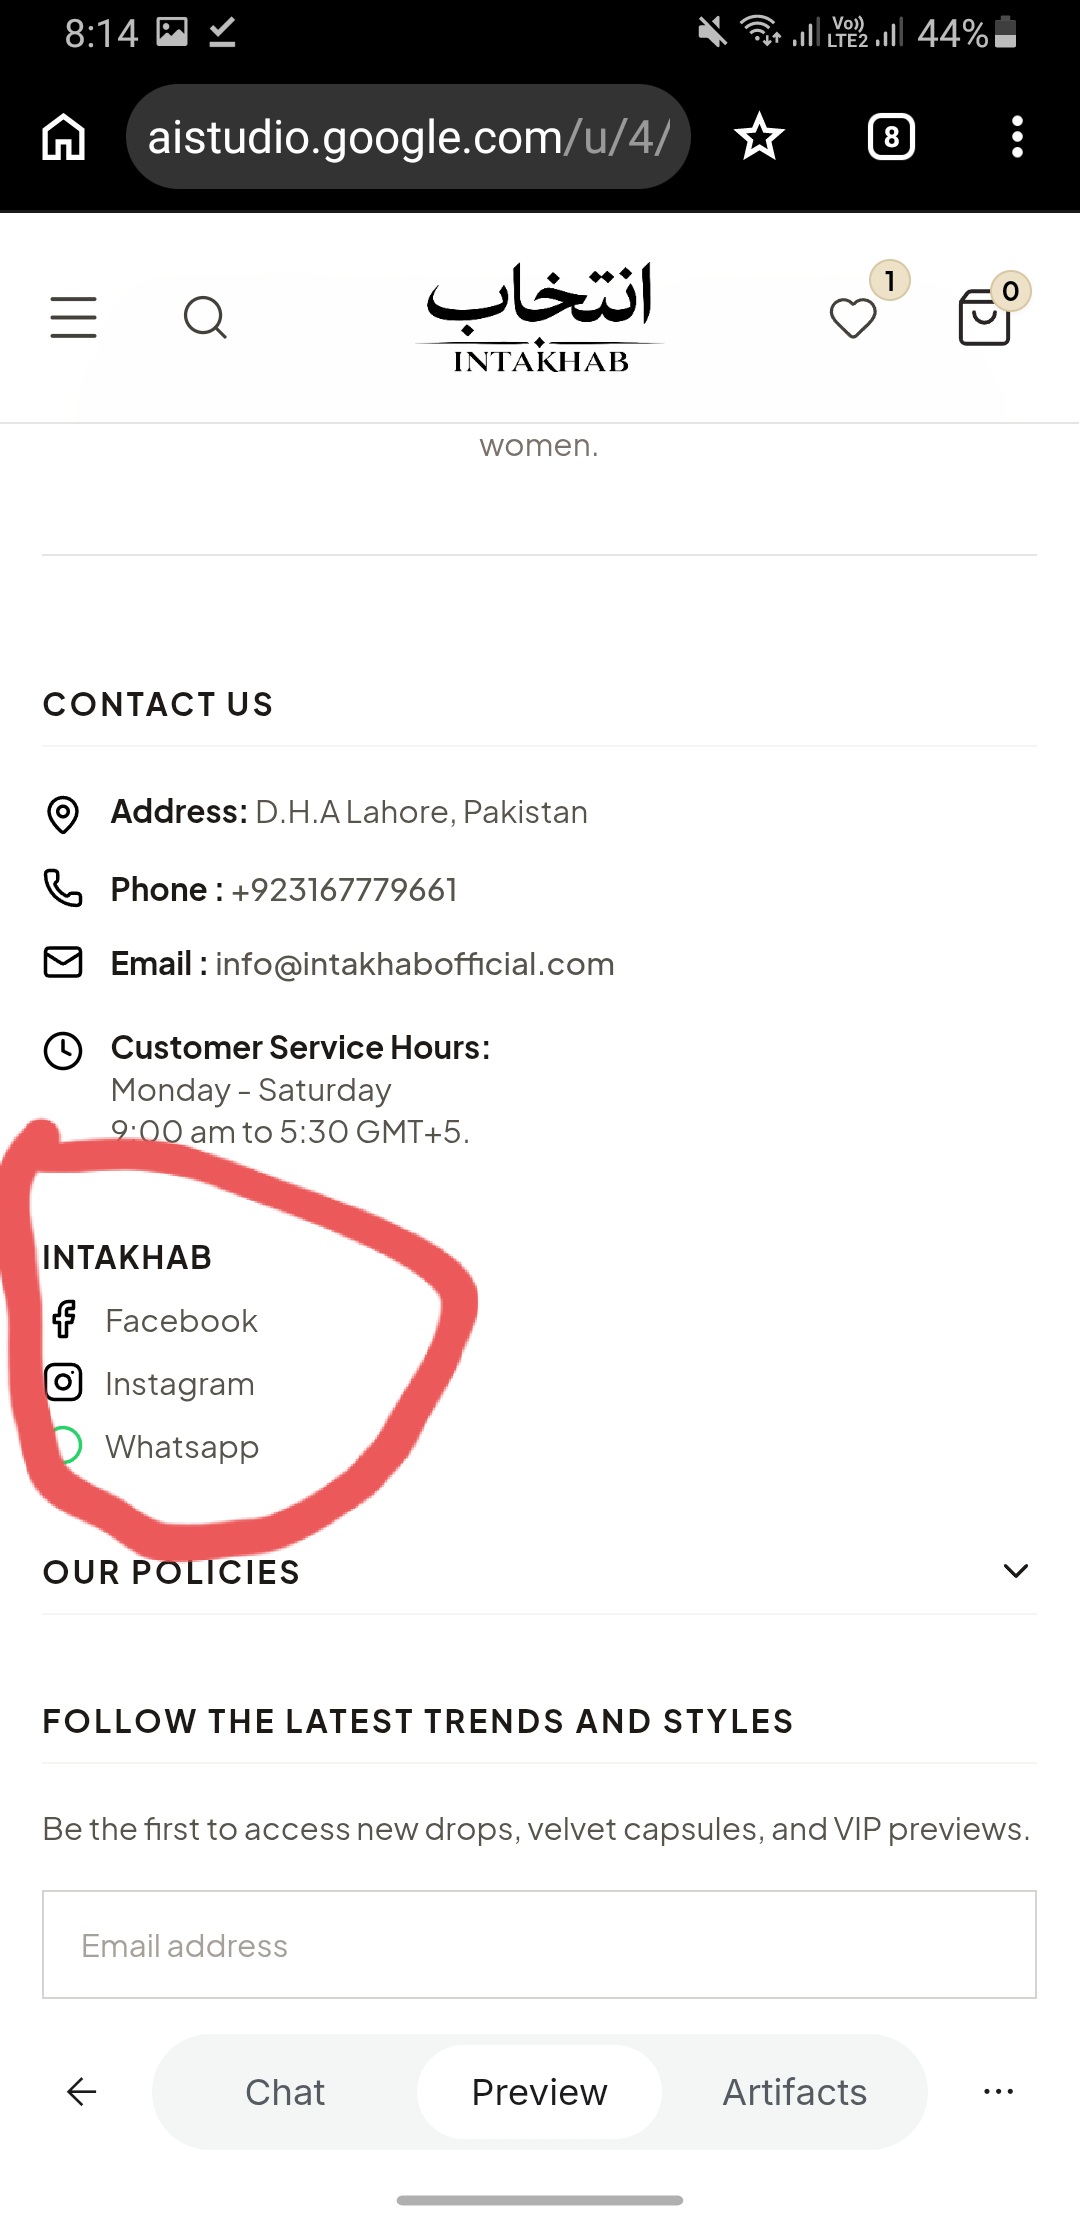 8:14
Vo))
LTE2
44%
aistudio.google.com/u/4/
8
انتخاب
INTAKHAB
1
0
women.
CONTACT US
Address: D.H.A Lahore, Pakistan
Phone : +923167779661
Email : info@intakhabofficial.com
Customer Service Hours:
Monday - Saturday
9:00 am to 5:30 GMT+5.
INTAKHAB
Facebook
Instagram
Whatsapp
OUR POLICIES
FOLLOW THE LATEST TRENDS AND STYLES
Be the first to access new drops, velvet capsules, and VIP previews.
Email address
Chat
Preview
Artifacts